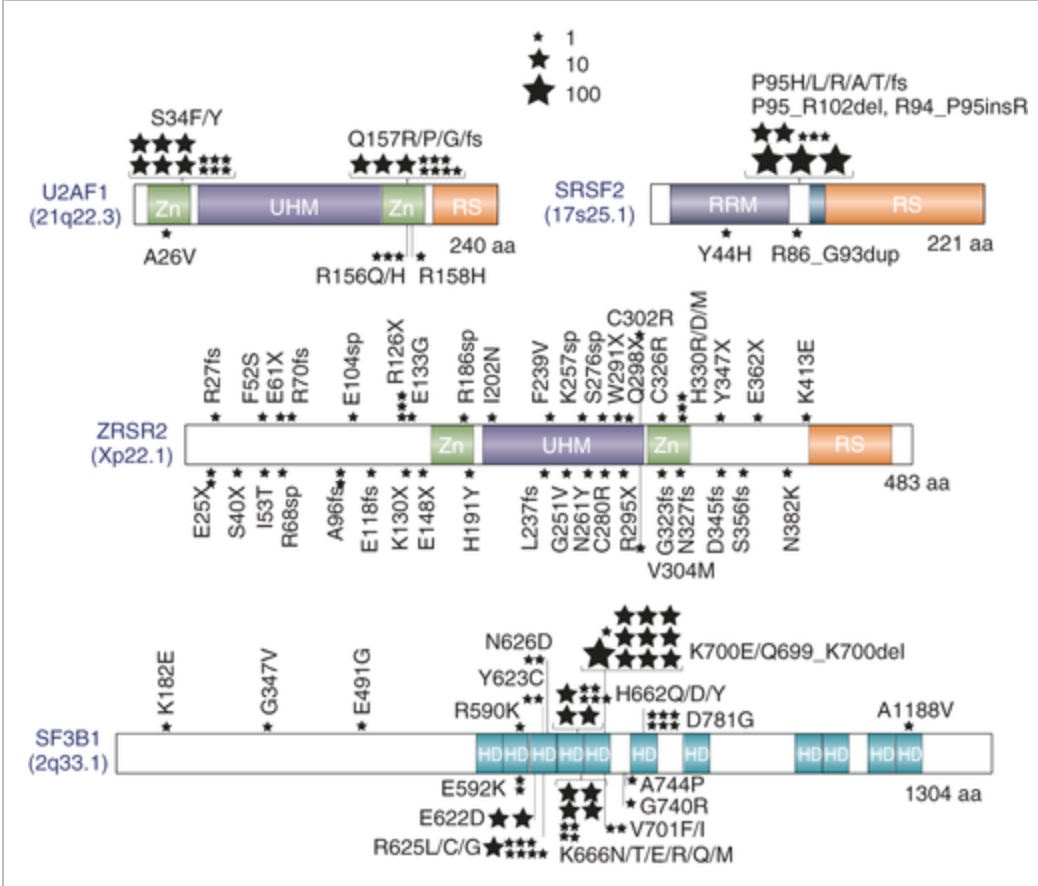 1
10
100
S34F/Y
Q157R/P/G/fs
P95H/L/R/A/T/fs
P95_R102del, R94_P95insR
U2AF1
(21q22.3)
Zn
UHM
Zn
RS
240 aa
A26V
R156Q/H
R158H
SRSF2
(17s25.1)
RRM
RS
221 aa
Y44H
R86_G93dup
R27fs
F52S
E61X
R70fs
E104sp
R126X
E133G
R186sp
I202N
F239V
K257sp
S276sp
W291X
Q298X
C302R
C326R
H330R/D/M
Y347X
E362X
K413E
ZRSR2
(Xp22.1)
Zn
UHM
Zn
RS
483 aa
E25X
S40X
I53T
R68sp
A96fs
E118fs
K130X
E148X
H191Y
L237fs
G251V
N261Y
C280R
R295X
V304M
G323fs
N327fs
D345fs
S356fs
N382K
K182E
G347V
E491G
R590K
Y623C
N626D
K700E/Q699_K700del
H662Q/D/Y
D781G
A1188V
SF3B1
(2q33.1)
HD
HD
HD
HD
HD
HD
HD
HD
HD
HD
HD
1304 aa
E592K
E622D
R625L/C/G
K666N/T/E/R/Q/M
V701F/I
G740R
A744P